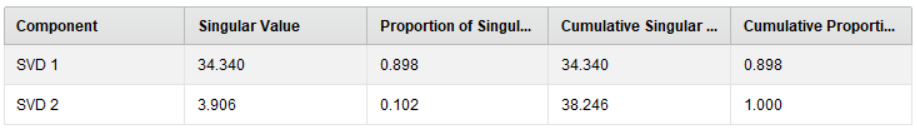 Component Singular Value Proportion of Singul... Cumulative Singular ... Cumulative Proporti...
SVD 1 34.340 0.898 34.340 0.898
SVD 2 3.906 0.102 38.246 1.000